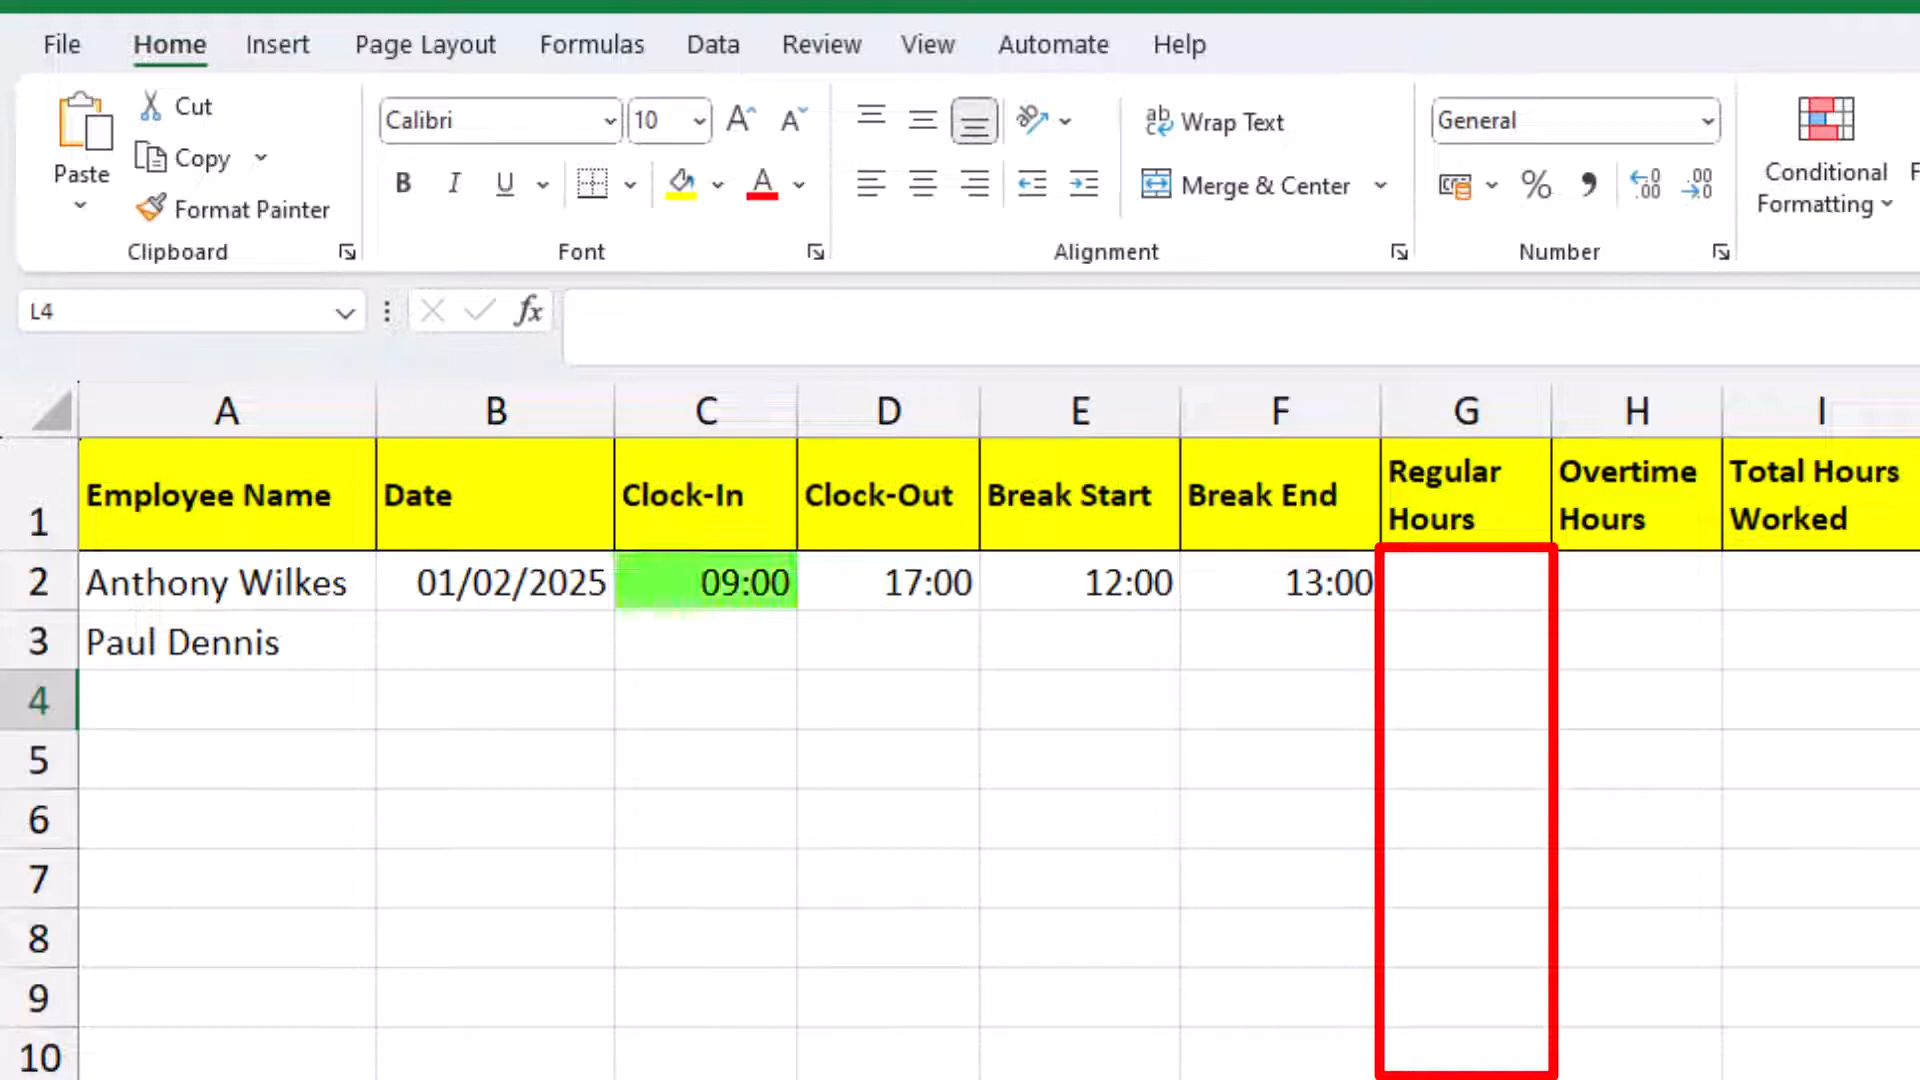 File Home Insert Page Layout Formulas Data Review View Automate Help
Paste
Cut
Copy
Format Painter
Clipboard
Calibri 10
B I U
Font
Wrap Text
Merge & Center
Alignment
General
Number
Conditional
Formatting
L4
fx
A B C D E F G H I
1 Employee Name Date Clock-In Clock-Out Break Start Break End Regular Hours Overtime Hours Total Hours Worked
2 Anthony Wilkes 01/02/2025 09:00 17:00 12:00 13:00
3 Paul Dennis
4
5
6
7
8
9
10